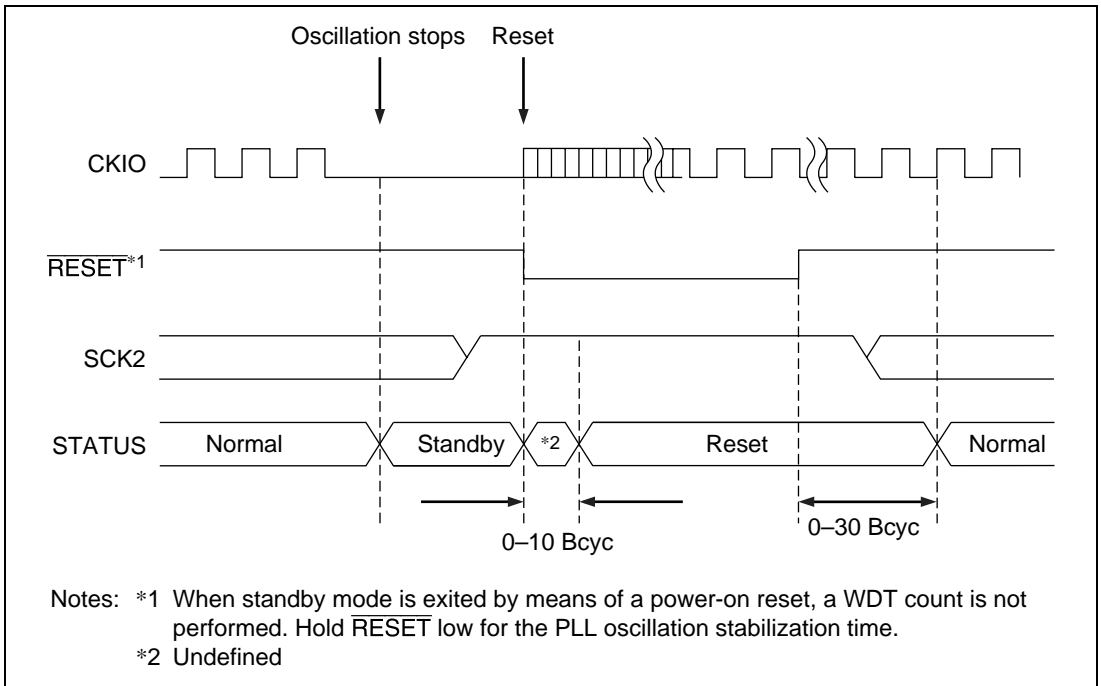 Oscillation stops Reset
CKIO
RESET*1
SCK2
STATUS Normal Standby *2 Reset Normal
0–10 Bcyc 0–30 Bcyc
Notes: *1 When standby mode is exited by means of a power-on reset, a WDT count is not
performed. Hold RESET low for the PLL oscillation stabilization time.
*2 Undefined